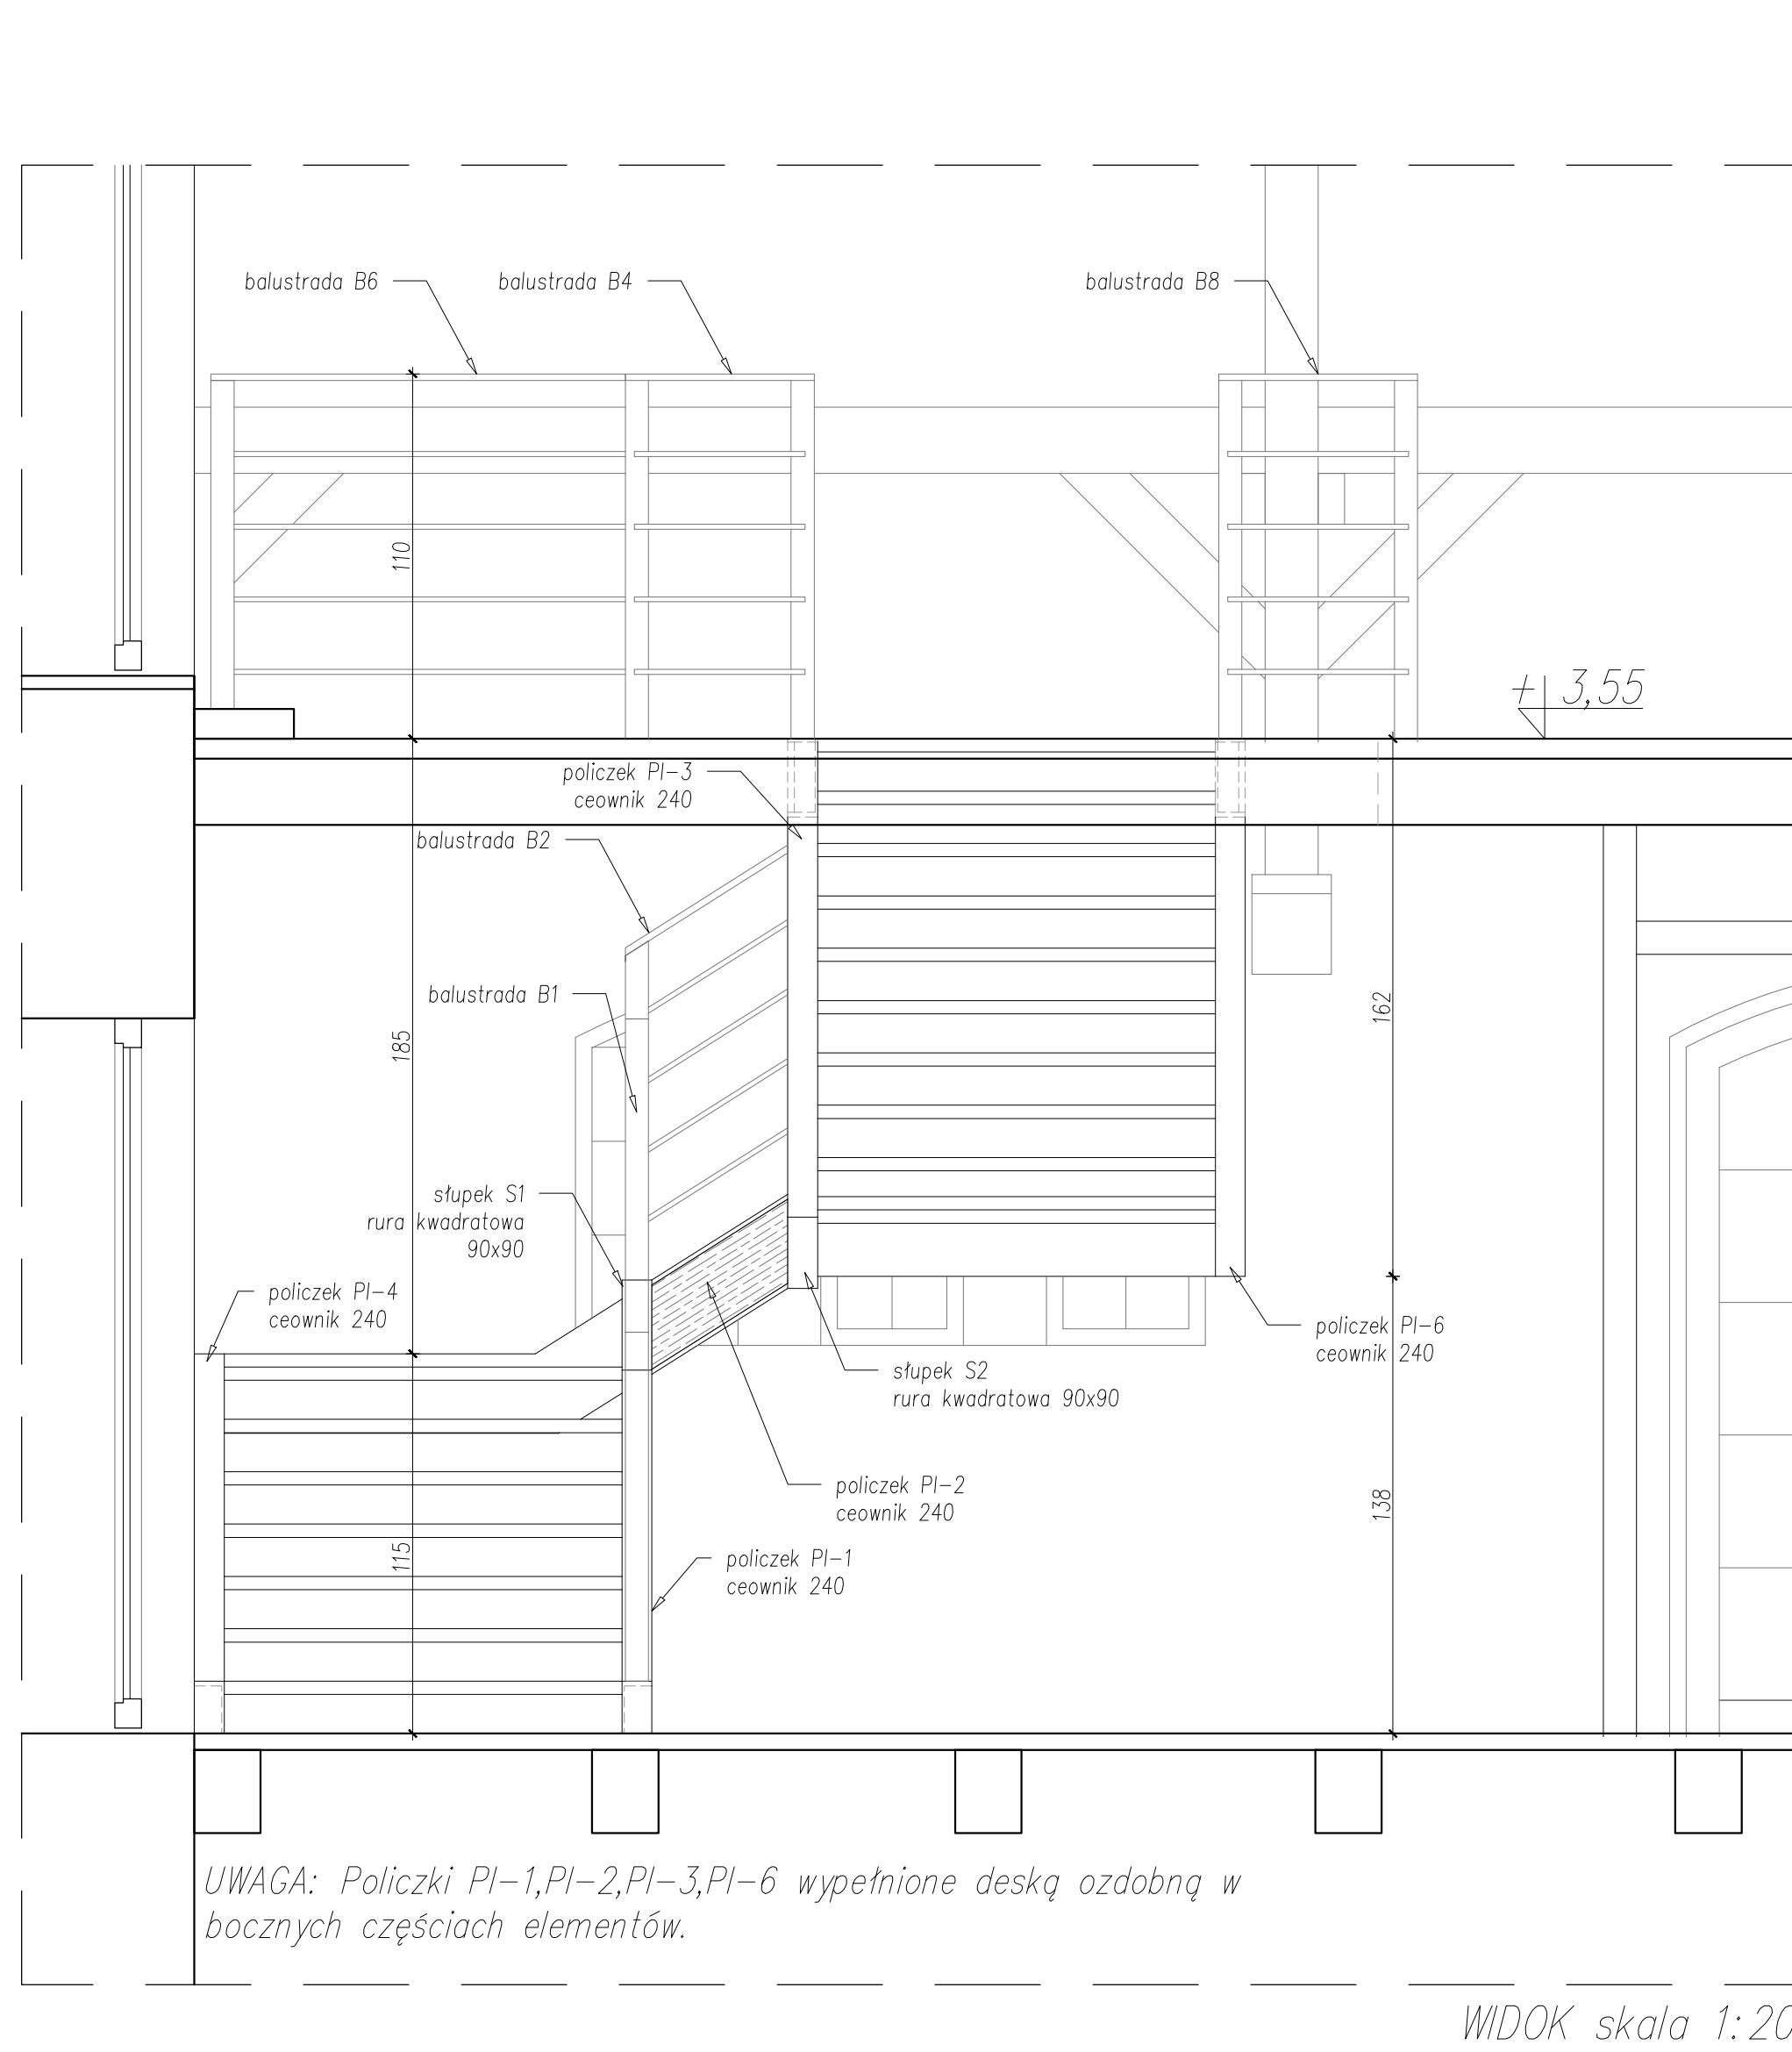 balustrada B6
balustrada B4
balustrada B8
110
+ 3,55
policzek Pl-3
ceownik 240
balustrada B2
balustrada B1
185
162
słupek S1
rura kwadratowa
90x90
policzek Pl-4
ceownik 240
policzek Pl-6
ceownik 240
słupek S2
rura kwadratowa 90x90
policzek Pl-2
ceownik 240
138
115
policzek Pl-1
ceownik 240
UWAGA: Policzki Pl-1,Pl-2,Pl-3,Pl-6 wypełnione deską ozdobną w
bocznych częściach elementów.
WIDOK skala 1:20